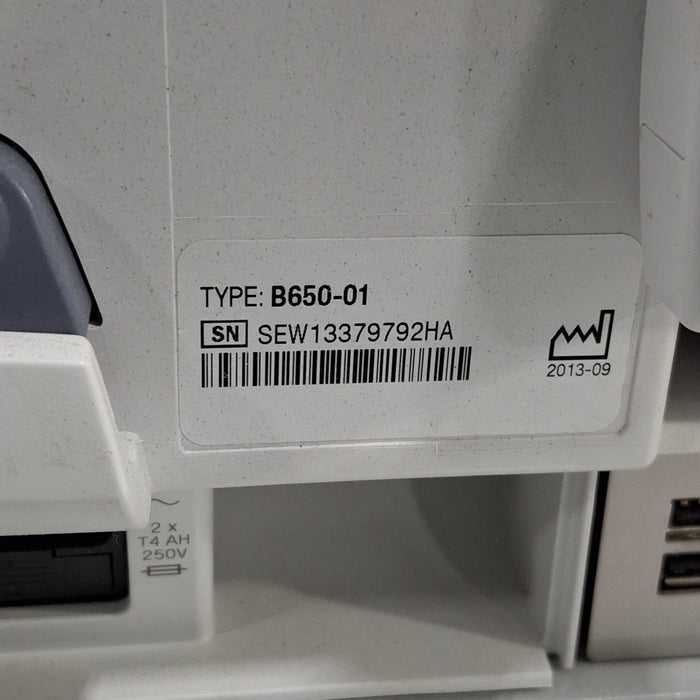 TYPE: B650-01
SN SEW13379792HA
2013-09
2 x
T4 AH
250V